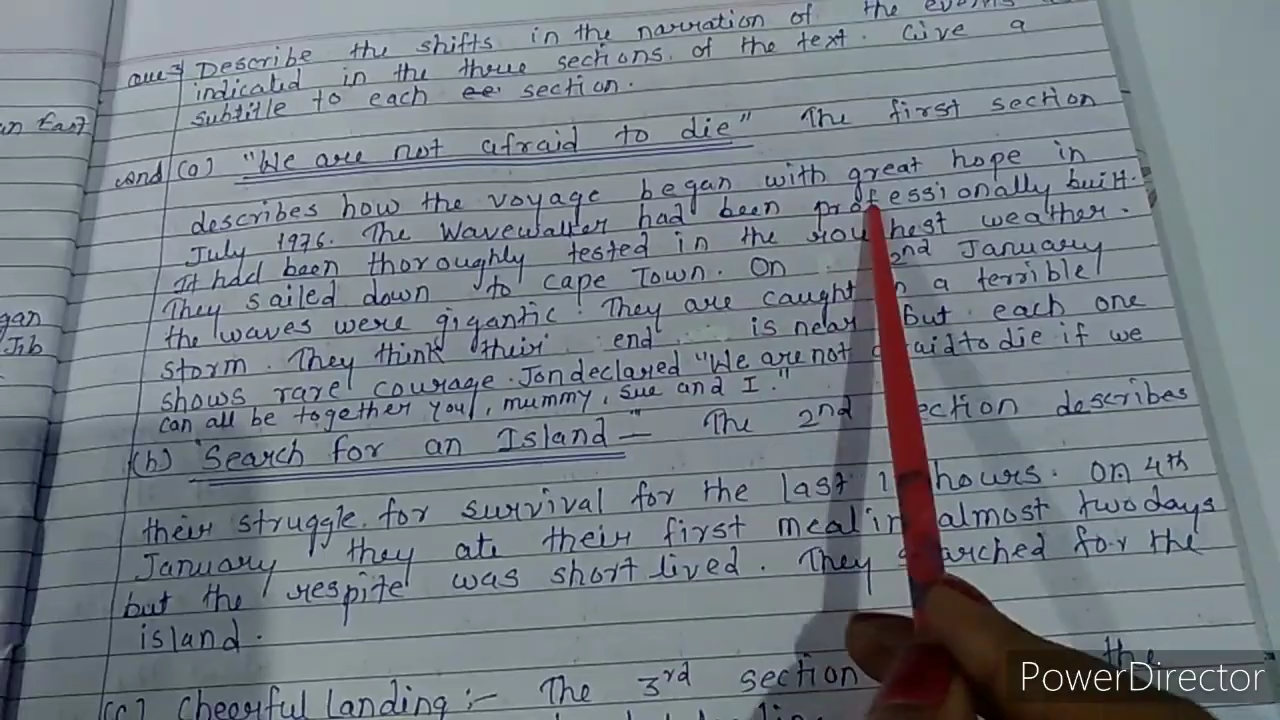 Describe the shifts in the narration of the events
indicated in the three sections of the text. Give a
subtitle to each section.
(a) "We are not afraid to die" The first section
describes how the voyage began with great hope in
July 1976. The Wavewalker had been professionally built.
It had been thoroughly tested in the weather.
They sailed down to Cape Town. On 2nd January
the waves were gigantic. They are caught a terrible
storm. They think their end is near but each one
shows rare courage. Jon declared "We are not to die if we
can all be together you, mummy, sue and I."
(b) "Search for an Island" - The 2nd describes
their struggle for survival for the last hours. On 4th
January they ate their first meal in almost two days
but the respite was short lived. They for the
island.
(c) Cheerful landing :- The 3rd section the
PowerDirector